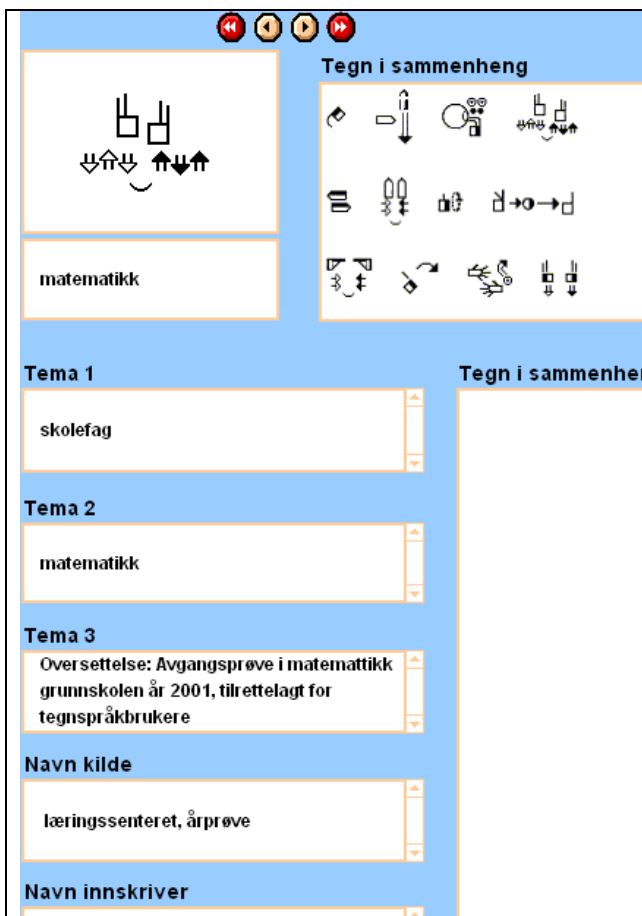 Tegn i sammenheng
matematikk
Tema 1
Tegn i sammenhe
skolefag
Tema 2
matematikk
Tema 3
Oversettelse: Avgangsprøve i matemattikk
grunnskolen år 2001, tilrettelagt for
tegnspråkbrukere
Navn kilde
læringssenteret, årprøve
Navn innskriver